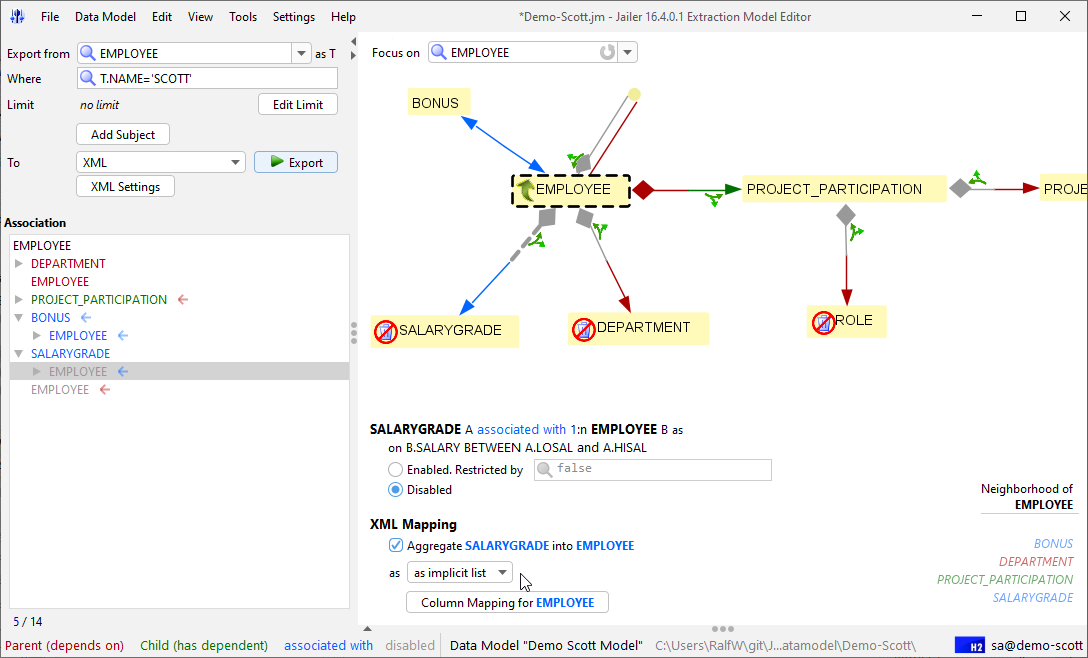 *Demo-Scott.jm - Jailer 16.4.0.1 Extraction Model Editor
File Data Model Edit View Tools Settings Help
Export from EMPLOYEE as T
Where T.NAME='SCOTT'
Limit no limit Edit Limit
Add Subject
To XML Export
XML Settings
Association
EMPLOYEE
DEPARTMENT
EMPLOYEE
PROJECT_PARTICIPATION
BONUS
EMPLOYEE
SALARYGRADE
EMPLOYEE
EMPLOYEE
5 / 14
Focus on EMPLOYEE
BONUS
EMPLOYEE
PROJECT_PARTICIPATION
PROJE
SALARYGRADE
DEPARTMENT
ROLE
SALARYGRADE A associated with 1:n EMPLOYEE B as
on B.SALARY BETWEEN A.LOSAL and A.HISAL
Enabled. Restricted by false
Disabled
XML Mapping
Aggregate SALARYGRADE into EMPLOYEE
as as implicit list
Column Mapping for EMPLOYEE
Neighborhood of
EMPLOYEE
BONUS
DEPARTMENT
PROJECT_PARTICIPATION
SALARYGRADE
Parent (depends on) Child (has dependent) associated with disabled Data Model "Demo Scott Model" C:\Users\RalfW\git\J...atamodel\Demo-Scott\ H2 sa@demo-scott